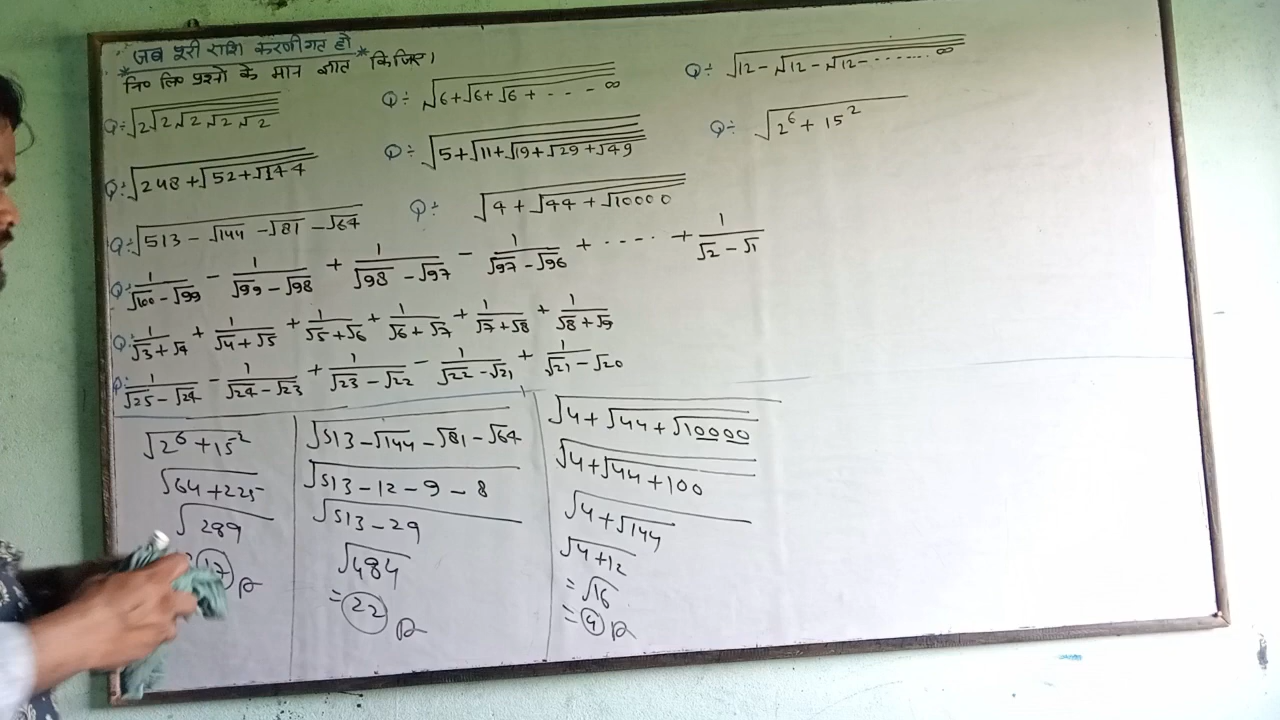 जब पूरी राशि करणीगत हो
* नि० लि० प्रश्नो के मान ज्ञात * किजिए।
Q÷ √2√2√2√2√2
Q÷ √6+√6+√6+ - - - ∞
Q÷ √12-√12-√12-········∞
Q÷ √248+√52+√144
Q÷ √5+√11+√19+√29+√49
Q÷ √2⁶+15²
Q÷ √513-√144-√81-√64
Q÷ √4+√44+√10000
Q÷ 1/(√100-√99) - 1/(√99-√98) + 1/(√98-√97) - 1/(√97-√96) + ····· + 1/(√2-√1)
Q÷ 1/(√3+√4) + 1/(√4+√5) + 1/(√5+√6) + 1/(√6+√7) + 1/(√7+√8) + 1/(√8+√9)
Q÷ 1/(√25-√24) - 1/(√24-√23) + 1/(√23-√22) - 1/(√22-√21) + 1/(√21-√20)
√2⁶+15²
√64+225
√289
= 17
√513-√144-√81-√64
√513-12-9-8
√513-29
√484
= 22
√4+√44+√10000
√4+√44+100
√4+√144
√4+12
= √16
= 4